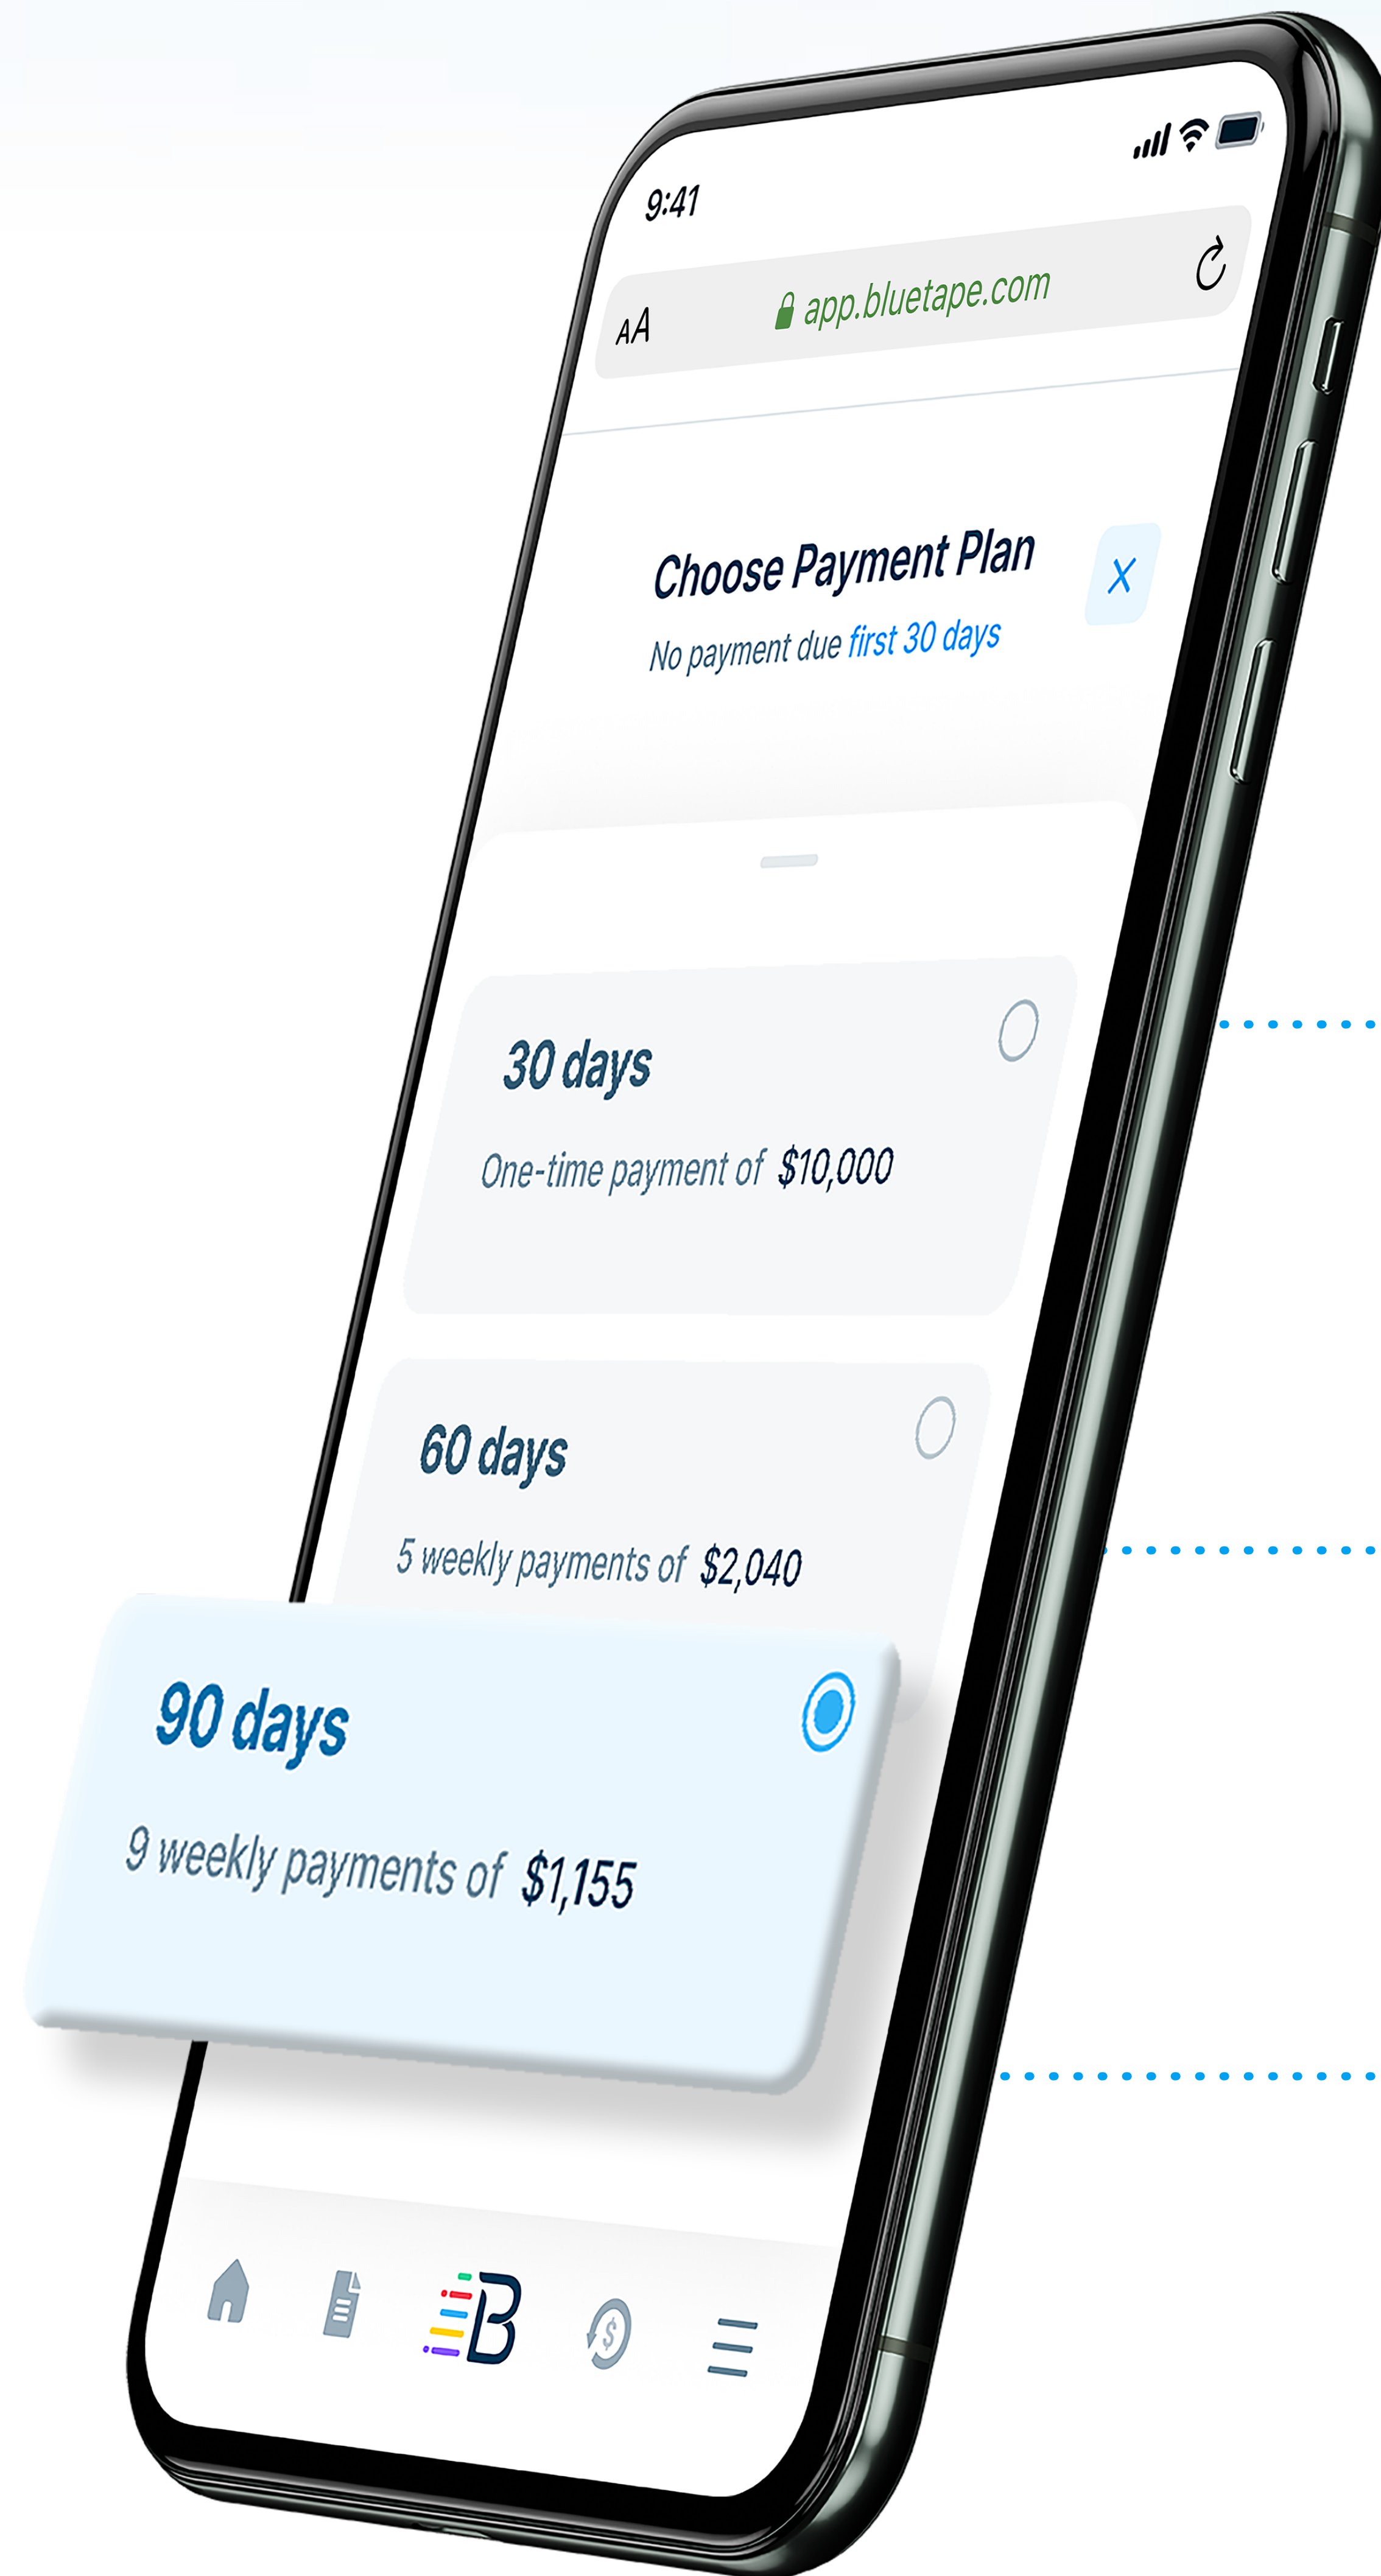 9:41
AA app.bluetape.com
Choose Payment Plan
No payment due first 30 days
30 days
One-time payment of $10,000
60 days
5 weekly payments of $2,040
90 days
9 weekly payments of $1,155
B